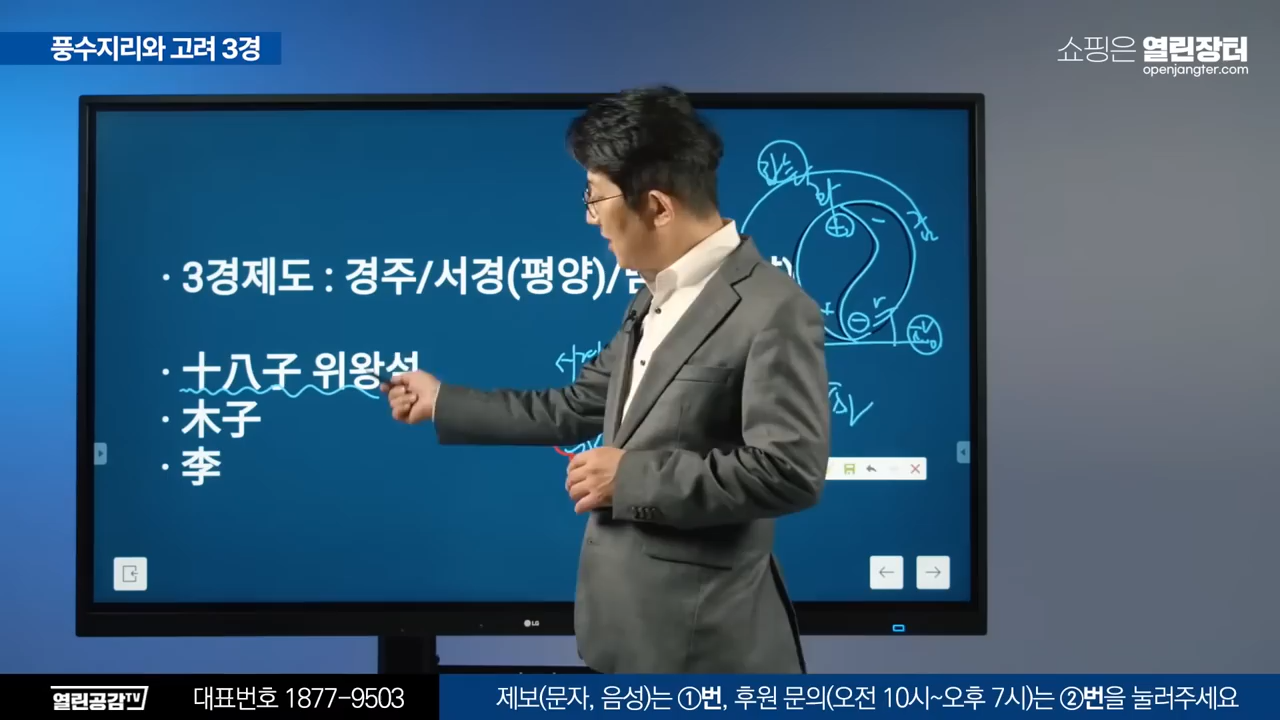 풍수지리와 고려 3경
쇼핑은 열린장터
openjangter.com
· 3경제도 : 경주/서경(평양)/
· 十八子 위왕설
· 木子
· 李
LG
열린공감TV
대표번호 1877-9503
제보(문자, 음성)는 ①번, 후원 문의(오전 10시~오후 7시)는 ②번을 눌러주세요